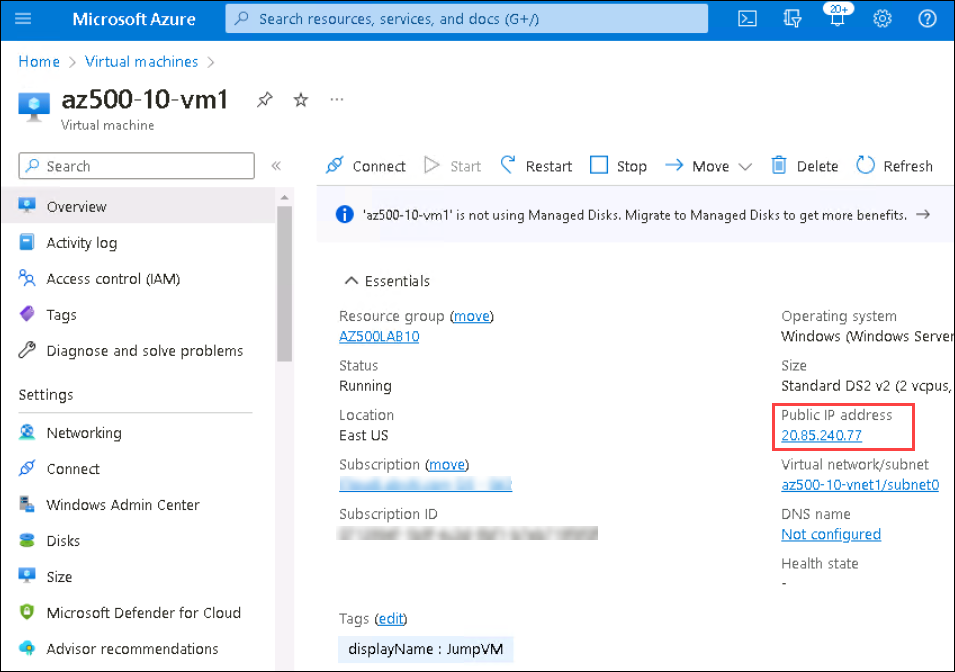 Microsoft Azure
Search resources, services, and docs (G+/)
20+
Home > Virtual machines >
az500-10-vm1
Virtual machine
Search
Connect Start Restart Stop Move Delete Refresh
Overview
Activity log
Access control (IAM)
Tags
Diagnose and solve problems
Settings
Networking
Connect
Windows Admin Center
Disks
Size
Microsoft Defender for Cloud
Advisor recommendations
'az500-10-vm1' is not using Managed Disks. Migrate to Managed Disks to get more benefits. →
Essentials
Resource group (move)
AZ500LAB10
Status
Running
Location
East US
Subscription (move)
Subscription ID
Operating system
Windows (Windows Server
Size
Standard DS2 v2 (2 vcpus,
Public IP address
20.85.240.77
Virtual network/subnet
az500-10-vnet1/subnet0
DNS name
Not configured
Health state
-
Tags (edit)
displayName : JumpVM